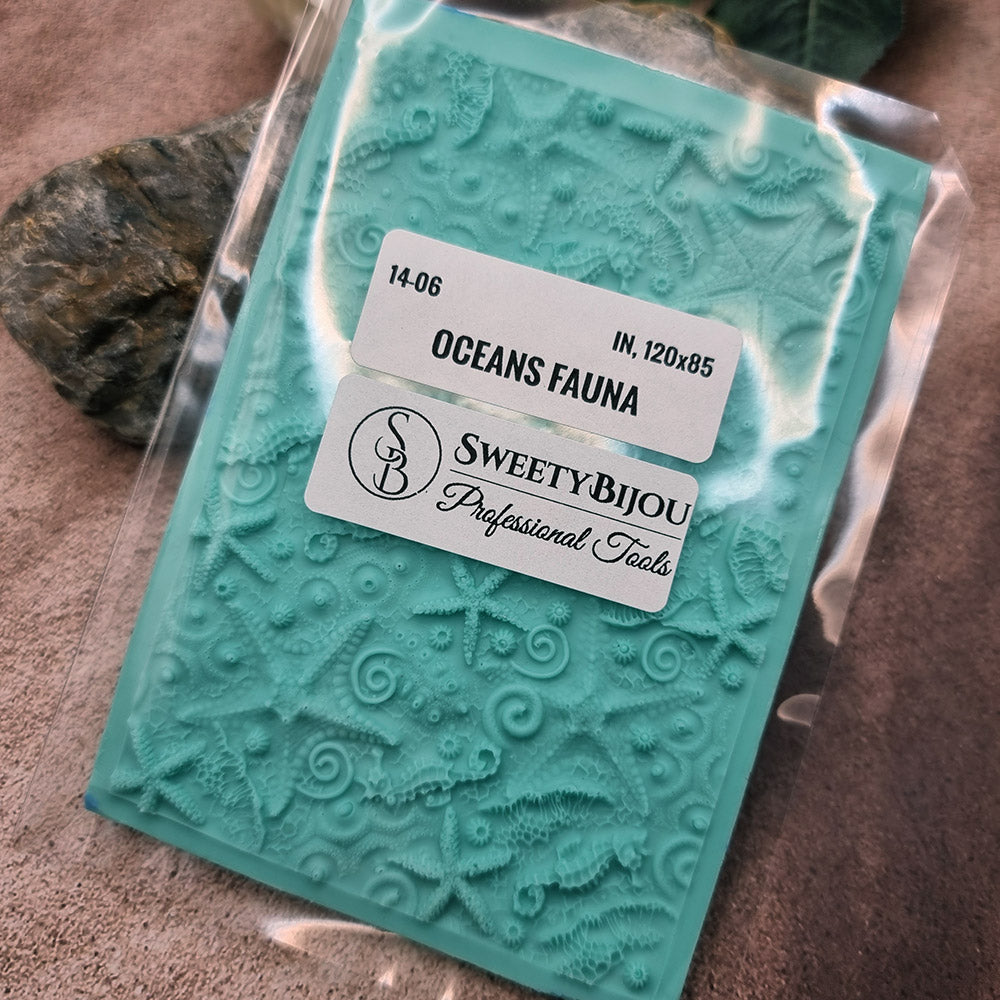 14-06
IN, 120x85
OCEANS FAUNA
SB
SWEETYBIJOU
Professional Tools